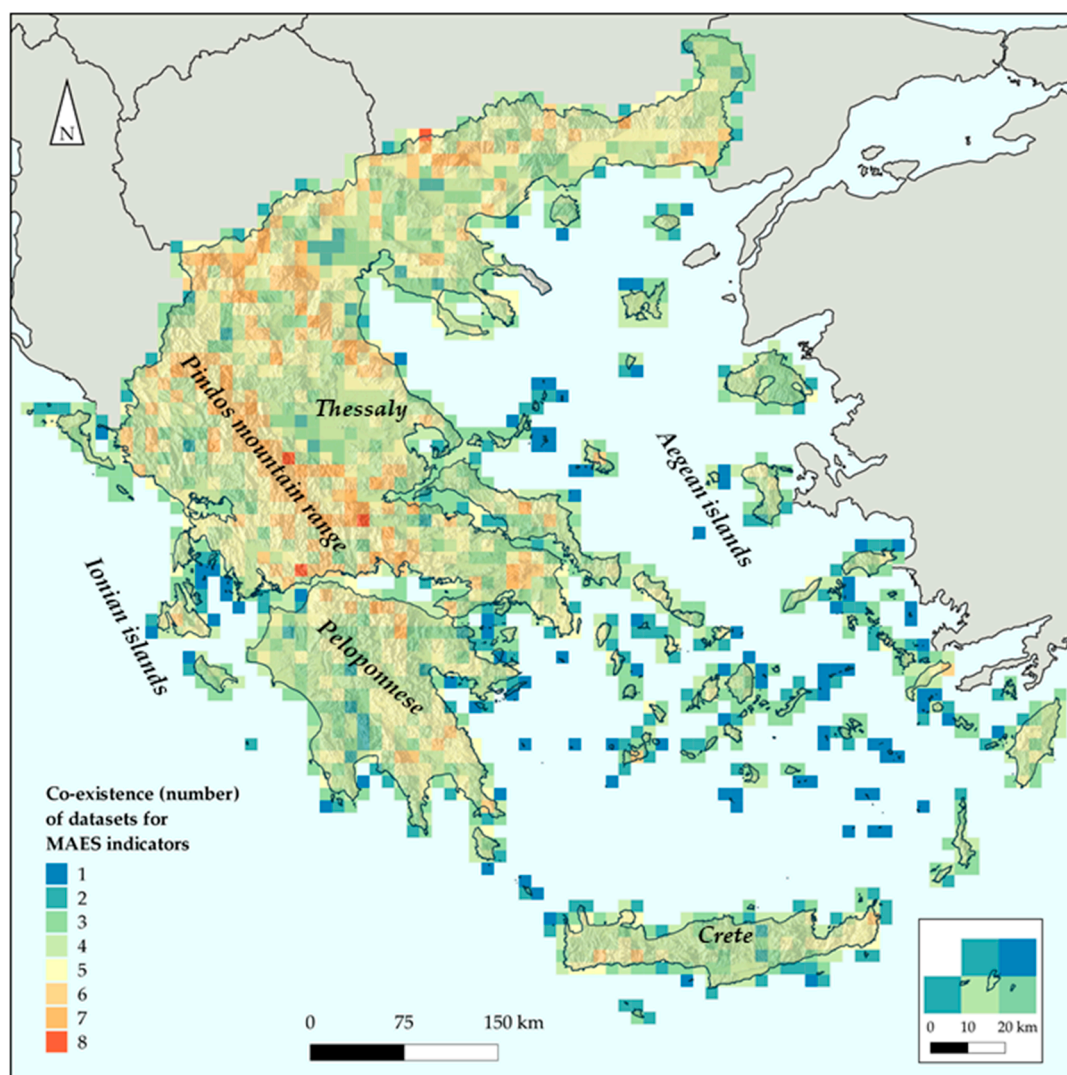 N
Pindos mountain range
Thessaly
Aegean islands
Ionian islands
Peloponnese
Crete
Co-existence (number)
of datasets for
MAES indicators
1
2
3
4
5
6
7
8
0 75 150 km
0 10 20 km